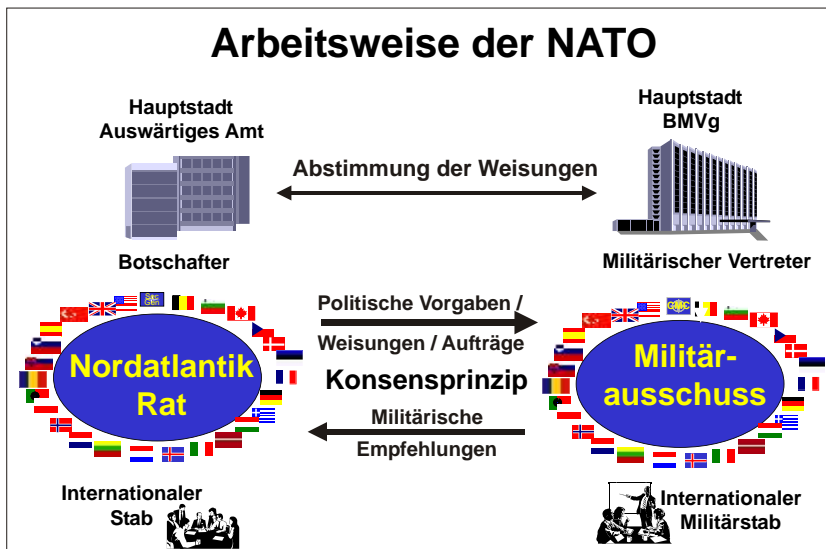 Arbeitsweise der NATO
Hauptstadt
Auswärtiges Amt
Hauptstadt
BMVg
Abstimmung der Weisungen
Botschafter
Militärischer Vertreter
Politische Vorgaben /
Weisungen / Aufträge
Nordatlantik
Rat
Konsensprinzip
Militär-
ausschuss
Militärische
Empfehlungen
Internationaler
Stab
Internationaler
Militärstab